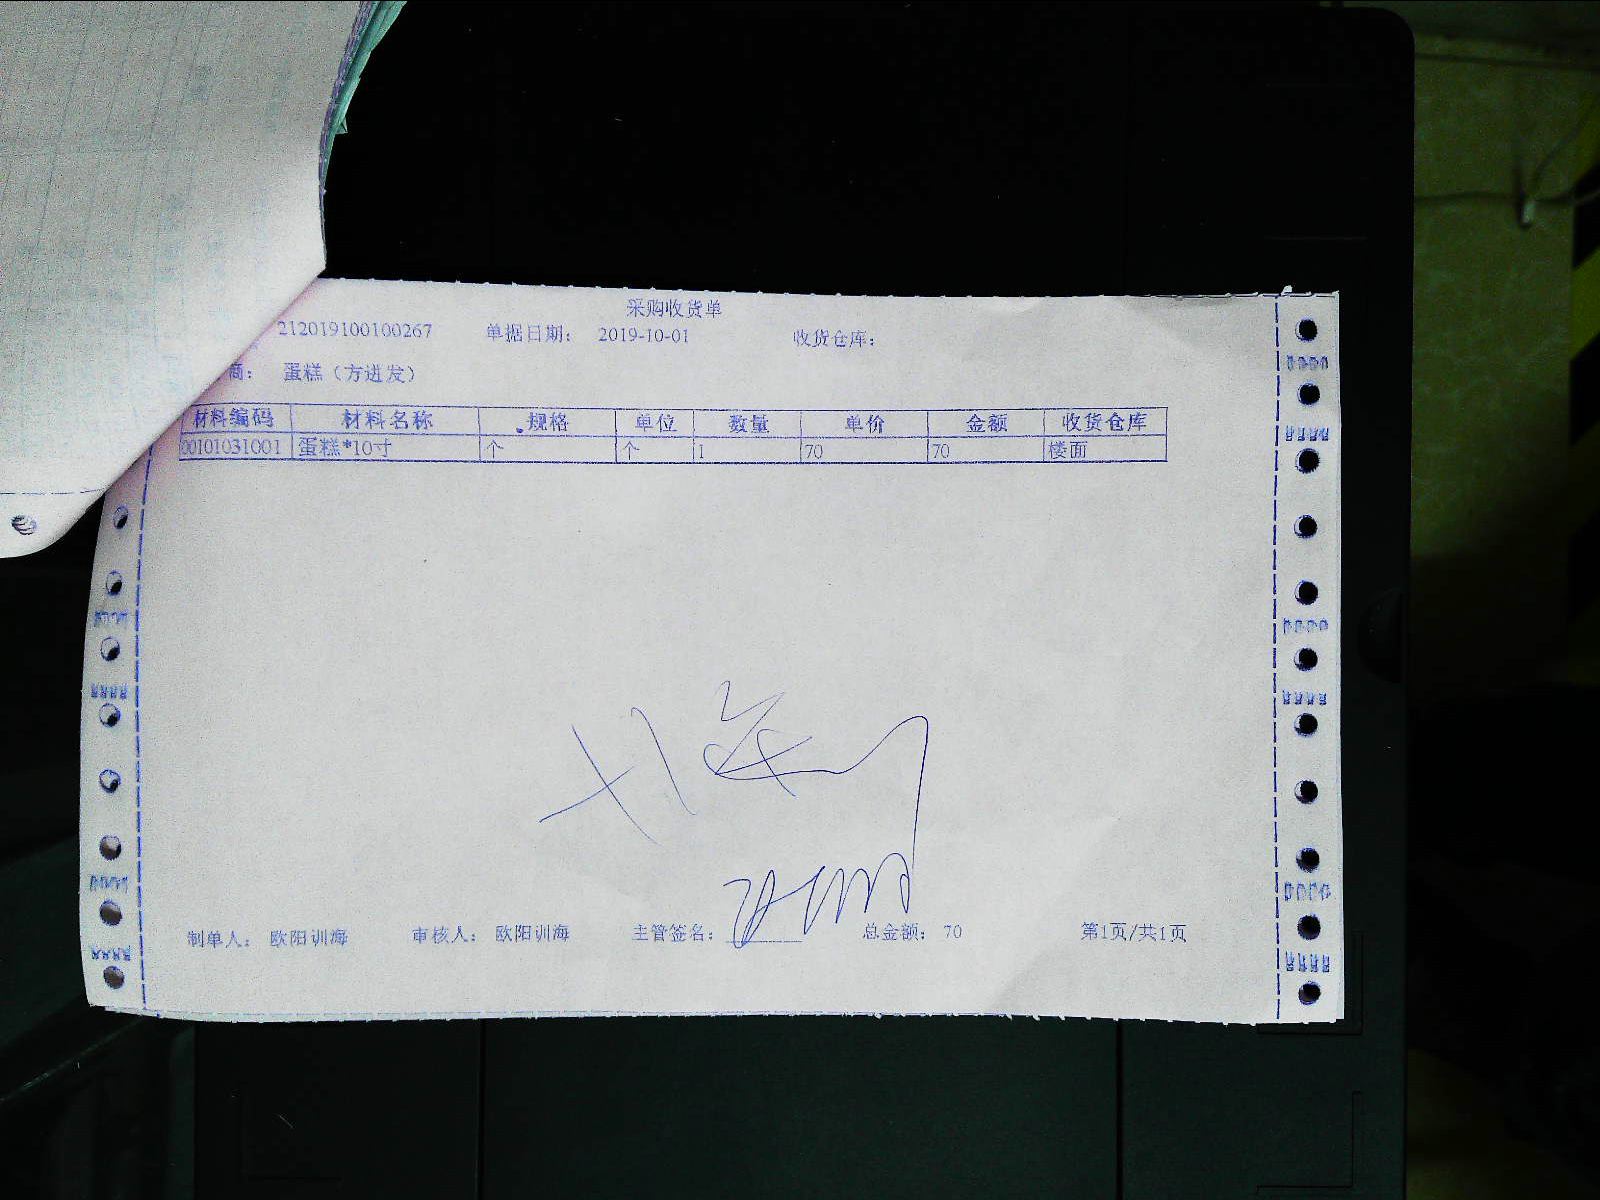 采购收货单
212019100100267 单据日期: 2019-10-01 收货仓库:
商: 蛋糕（方进发）
材料编码 材料名称 规格 单位 数量 单价 金额 收货仓库
00101031001 蛋糕*10寸 个 个 1 70 70 楼面
制单人: 欧阳训海 审核人: 欧阳训海 主管签名: 总金额: 70 第1页/共1页